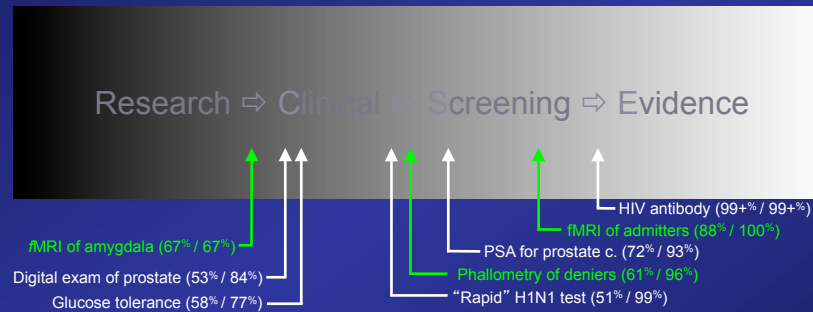 Research ⇨ Clinical ⇨ Screening ⇨ Evidence
HIV antibody (99+% / 99+%)
fMRI of amygdala (67% / 67%)
fMRI of admitters (88% / 100%)
PSA for prostate c. (72% / 93%)
Digital exam of prostate (53% / 84%)
Phallometry of deniers (61% / 96%)
Glucose tolerance (58% / 77%)
“Rapid” H1N1 test (51% / 99%)